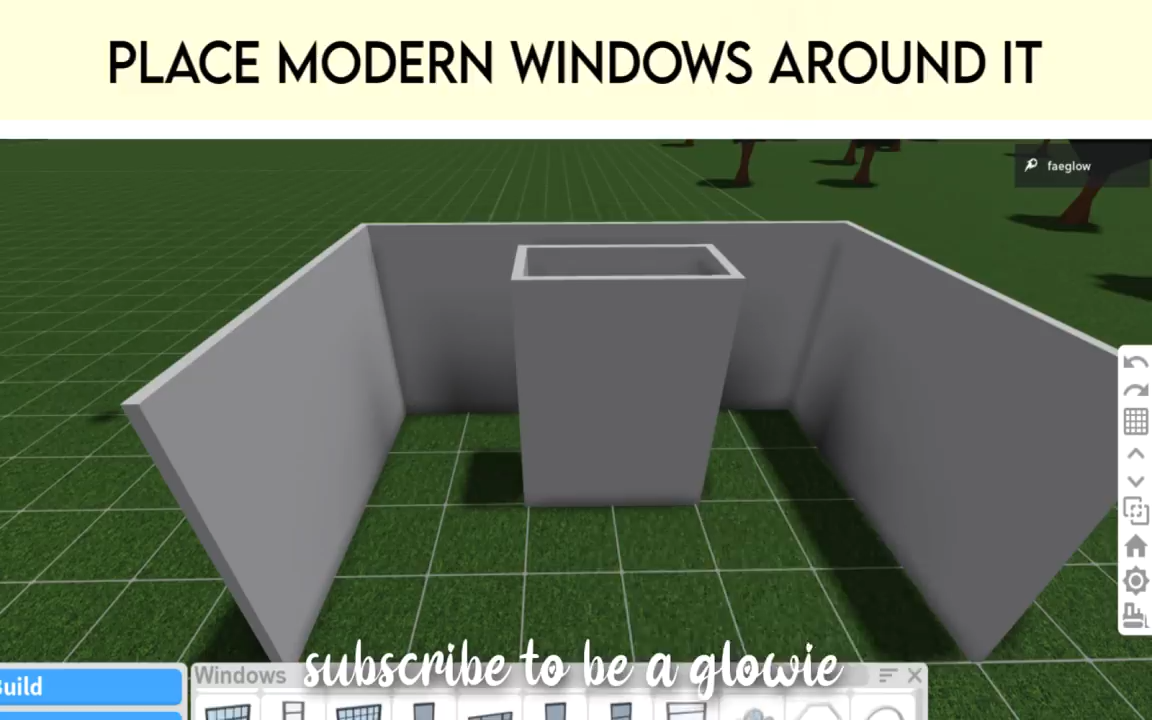 PLACE MODERN WINDOWS AROUND IT
faeglow
subscribe to be a glowie
Windows
Build